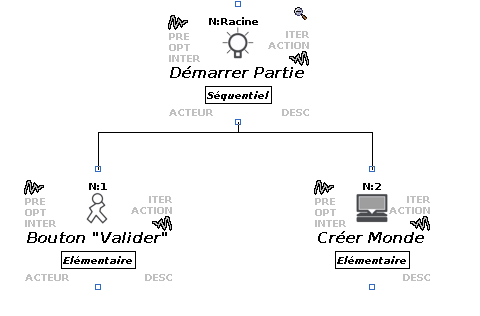 N:Racine
PRE
OPT
INTER
ITER
ACTION
Démarrer Partie
Séquentiel
ACTEUR DESC
N:1
PRE
OPT
INTER
ITER
ACTION
Bouton "Valider"
Elémentaire
ACTEUR DESC
N:2
PRE
OPT
INTER
ITER
ACTION
Créer Monde
Elémentaire
DESC